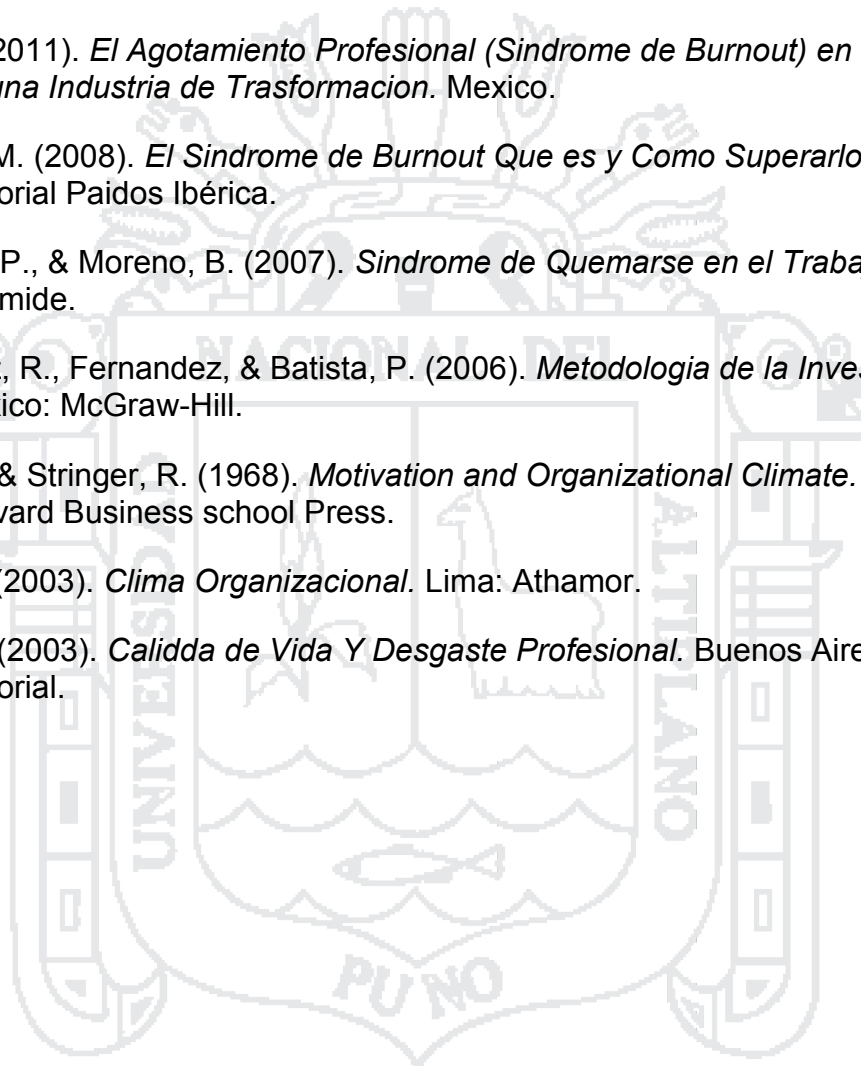 2011). El Agotamiento Profesional (Sindrome de Burnout) en
una Industria de Trasformacion. Mexico.
M. (2008). El Sindrome de Burnout Que es y Como Superarlo
orial Paidos Ibérica.
P., & Moreno, B. (2007). Sindrome de Quemarse en el Traba
mide.
, R., Fernandez, & Batista, P. (2006). Metodologia de la Inves
ico: McGraw-Hill.
& Stringer, R. (1968). Motivation and Organizational Climate.
vard Business school Press.
(2003). Clima Organizacional. Lima: Athamor.
(2003). Calidda de Vida Y Desgaste Profesional. Buenos Aire
orial.
UNIVERSIDAD
NACIONAL DEL
ALTIPLANO
PUNO